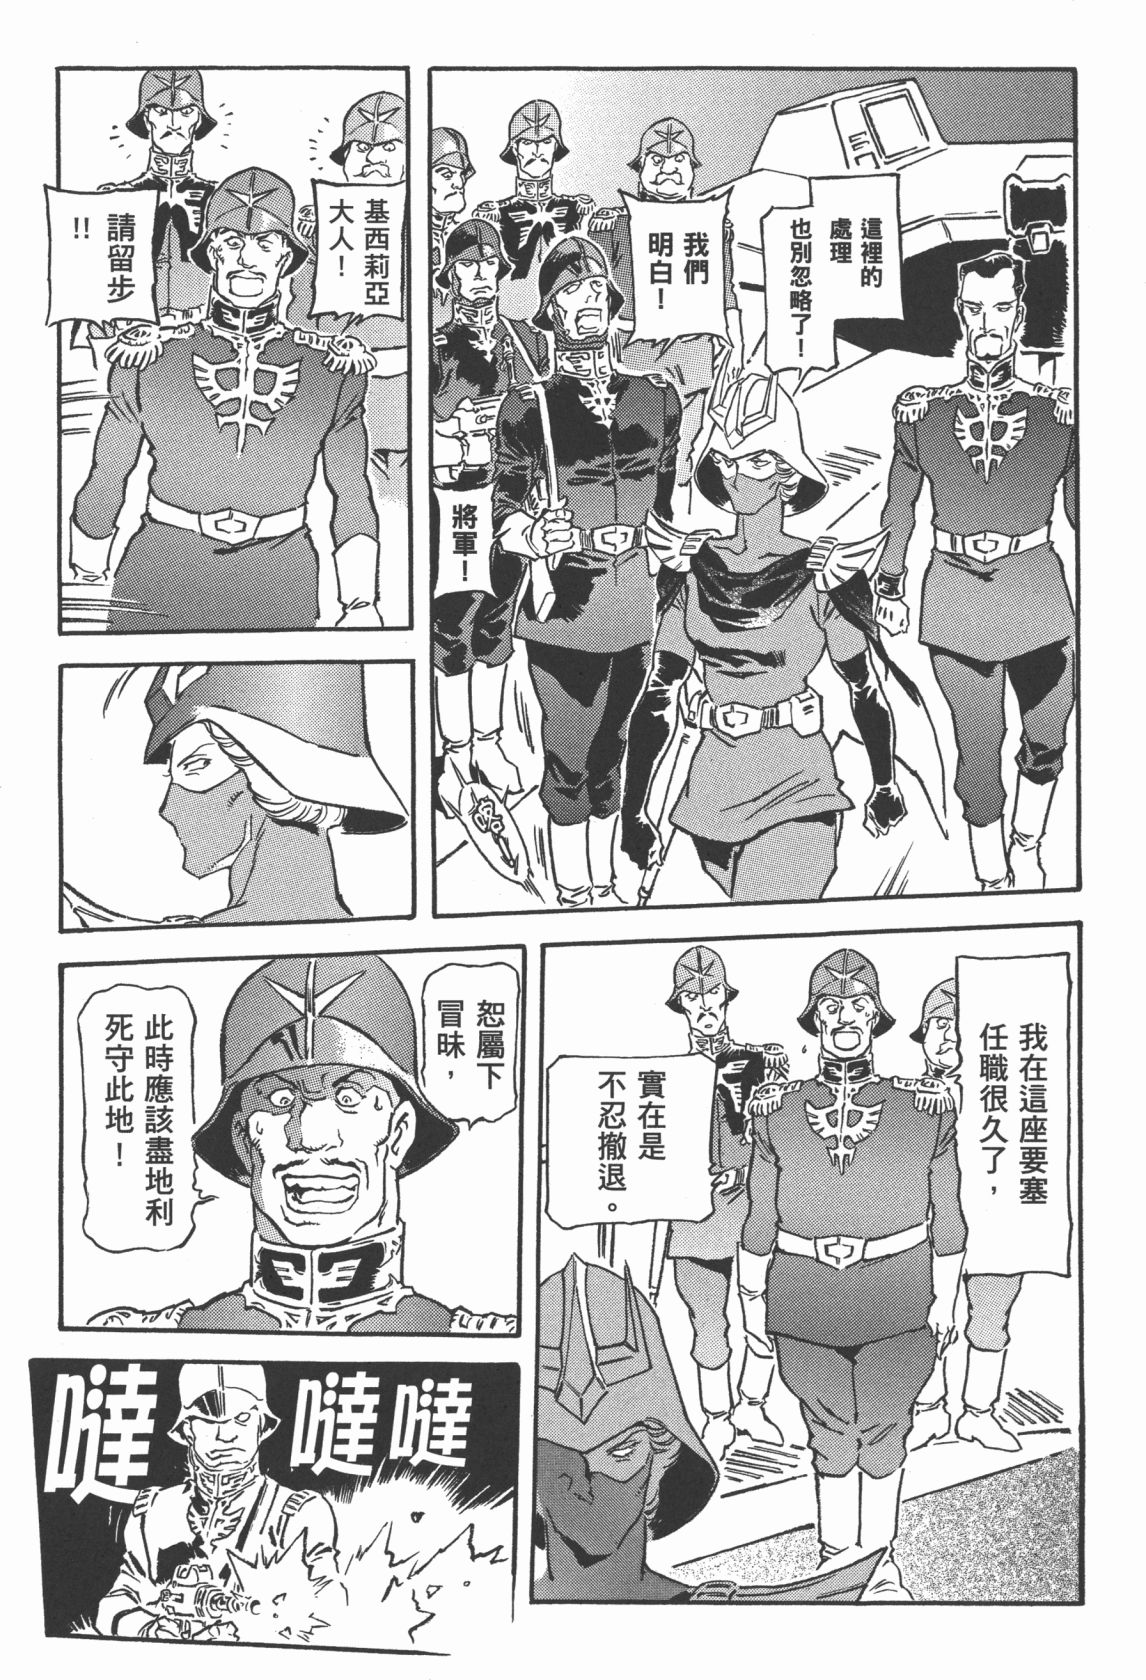 這裡的
處理
也別忽略了！
我們
明白！
將軍！
基西莉亞
大人！
請留步
！！
我在這座要塞
任職很久了，
實在是
不忍撤退。
恕屬下
冒昧，
此時應該盡地利
死守此地！
噠
噠
噠